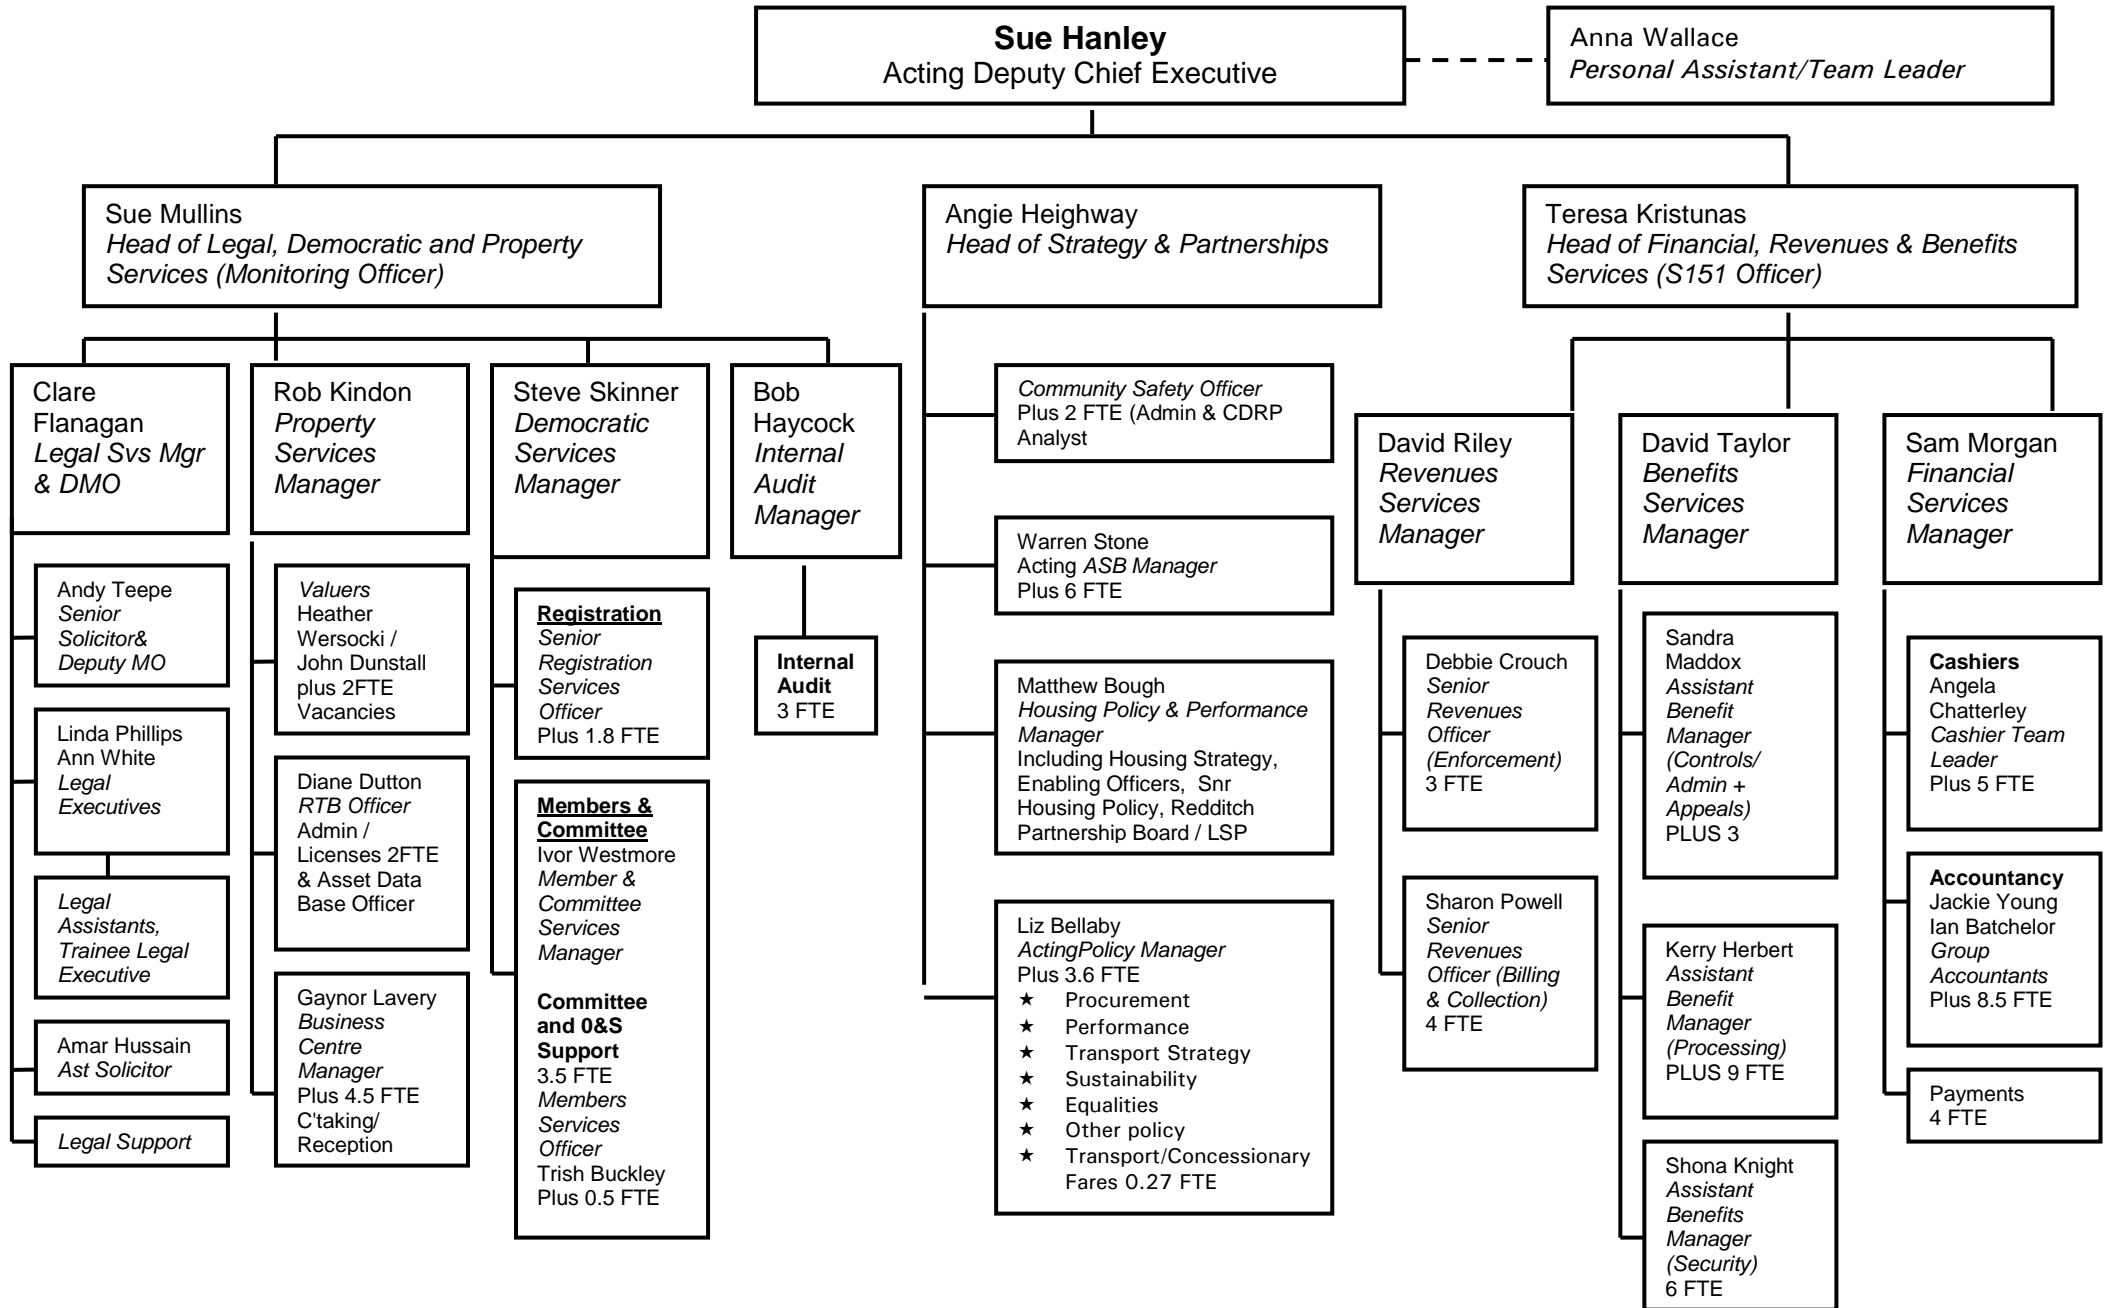 Sue Hanley
Acting Deputy Chief Executive
Anna Wallace
Personal Assistant/Team Leader
Sue Mullins
Head of Legal, Democratic and Property
Services (Monitoring Officer)
Angie Heighway
Head of Strategy & Partnerships
Teresa Kristunas
Head of Financial, Revenues & Benefits
Services (S151 Officer)
Clare
Flanagan
Legal Svs Mgr
& DMO
Andy Teepe
Senior
Solicitor&
Deputy MO
Linda Phillips
Ann White
Legal
Executives
Legal
Assistants,
Trainee Legal
Executive
Amar Hussain
Ast Solicitor
Legal Support
Rob Kindon
Property
Services
Manager
Valuers
Heather
Wersocki /
John Dunstall
plus 2FTE
Vacancies
Diane Dutton
RTB Officer
Admin /
Licenses 2FTE
& Asset Data
Base Officer
Gaynor Lavery
Business
Centre
Manager
Plus 4.5 FTE
C'taking/
Reception
Steve Skinner
Democratic
Services
Manager
Registration
Senior
Registration
Services
Officer
Plus 1.8 FTE
Members &
Committee
Ivor Westmore
Member &
Committee
Services
Manager
Committee
and 0&S
Support
3.5 FTE
Members
Services
Officer
Trish Buckley
Plus 0.5 FTE
Bob
Haycock
Internal
Audit
Manager
Internal
Audit
3 FTE
Community Safety Officer
Plus 2 FTE (Admin & CDRP
Analyst
Warren Stone
Acting ASB Manager
Plus 6 FTE
Matthew Bough
Housing Policy & Performance
Manager
Including Housing Strategy,
Enabling Officers, Snr
Housing Policy, Redditch
Partnership Board / LSP
Liz Bellaby
ActingPolicy Manager
Plus 3.6 FTE
★ Procurement
★ Performance
★ Transport Strategy
★ Sustainability
★ Equalities
★ Other policy
★ Transport/Concessionary
Fares 0.27 FTE
David Riley
Revenues
Services
Manager
Debbie Crouch
Senior
Revenues
Officer
(Enforcement)
3 FTE
Sharon Powell
Senior
Revenues
Officer (Billing
& Collection)
4 FTE
David Taylor
Benefits
Services
Manager
Sandra
Maddox
Assistant
Benefit
Manager
(Controls/
Admin +
Appeals)
PLUS 3
Kerry Herbert
Assistant
Benefit
Manager
(Processing)
PLUS 9 FTE
Shona Knight
Assistant
Benefits
Manager
(Security)
6 FTE
Sam Morgan
Financial
Services
Manager
Cashiers
Angela
Chatterley
Cashier Team
Leader
Plus 5 FTE
Accountancy
Jackie Young
Ian Batchelor
Group
Accountants
Plus 8.5 FTE
Payments
4 FTE